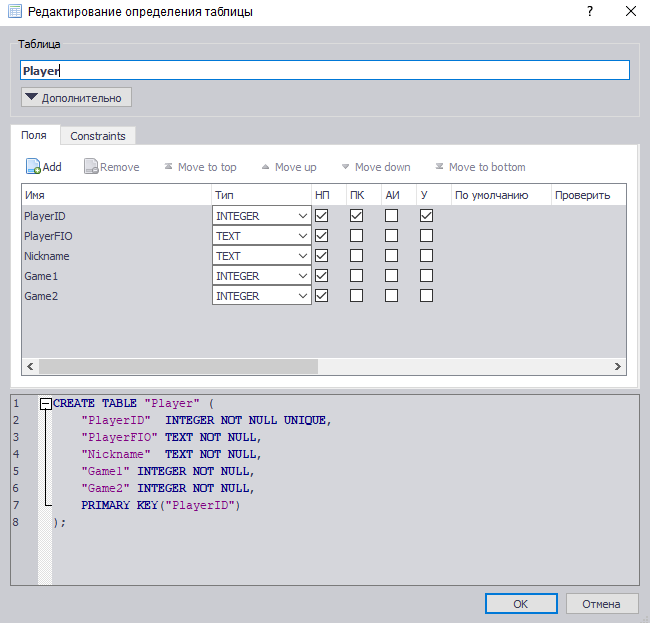 Редактирование определения таблицы
?
Таблица
Player
Дополнительно
Поля Constraints
Add Remove Move to top Move up Move down Move to bottom
Имя Тип НП ПК АИ У По умолчанию Проверить
PlayerID INTEGER
PlayerFIO TEXT
Nickname TEXT
Game1 INTEGER
Game2 INTEGER
1 CREATE TABLE "Player" (
2 "PlayerID" INTEGER NOT NULL UNIQUE,
3 "PlayerFIO" TEXT NOT NULL,
4 "Nickname" TEXT NOT NULL,
5 "Game1" INTEGER NOT NULL,
6 "Game2" INTEGER NOT NULL,
7 PRIMARY KEY("PlayerID")
8 );
OK Отмена